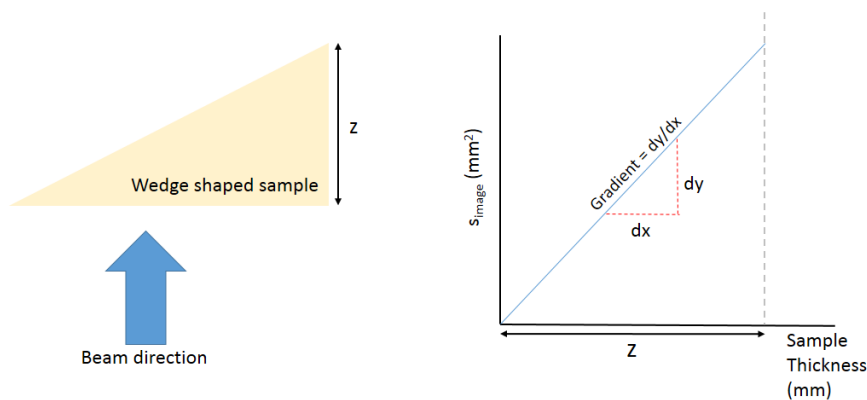 Z
Wedge shaped sample
Beam direction
s_image (mm²)
Gradient = dy/dx
dy
dx
Z
Sample
Thickness
(mm)